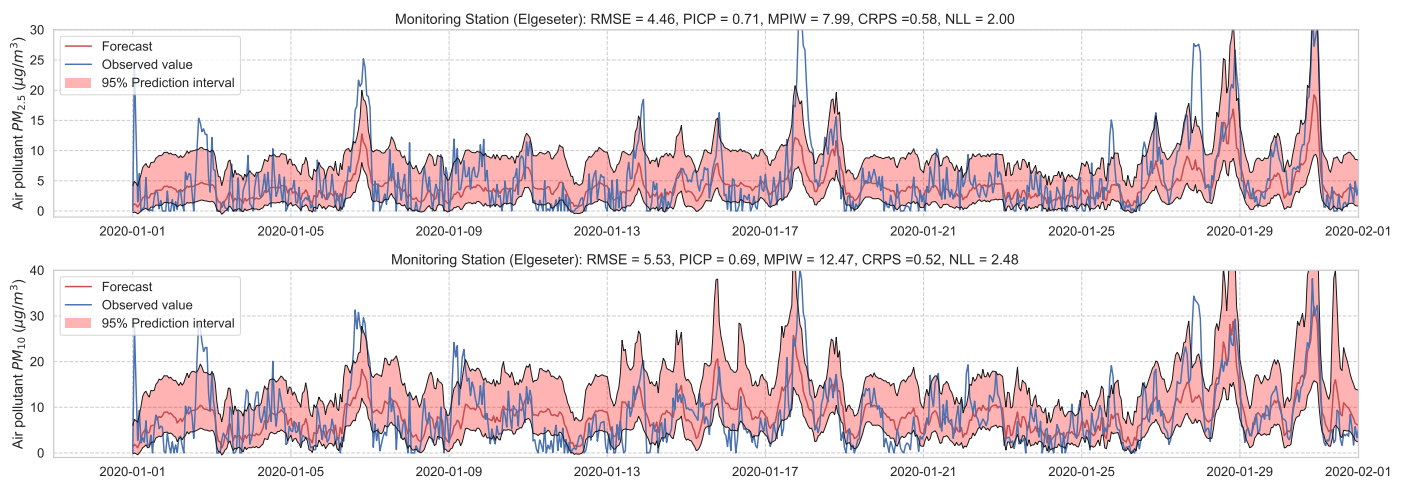 Monitoring Station (Elgeseter): RMSE = 4.46, PICP = 0.71, MPIW = 7.99, CRPS =0.58, NLL = 2.00
Air pollutant PM2.5 (μg/m³)
30
25
20
15
10
5
0
Forecast
Observed value
95% Prediction interval
2020-01-01 2020-01-05 2020-01-09 2020-01-13 2020-01-17 2020-01-21 2020-01-25 2020-01-29 2020-02-01
Monitoring Station (Elgeseter): RMSE = 5.53, PICP = 0.69, MPIW = 12.47, CRPS =0.52, NLL = 2.48
Air pollutant PM10 (μg/m³)
40
30
20
10
0
Forecast
Observed value
95% Prediction interval
2020-01-01 2020-01-05 2020-01-09 2020-01-13 2020-01-17 2020-01-21 2020-01-25 2020-01-29 2020-02-01